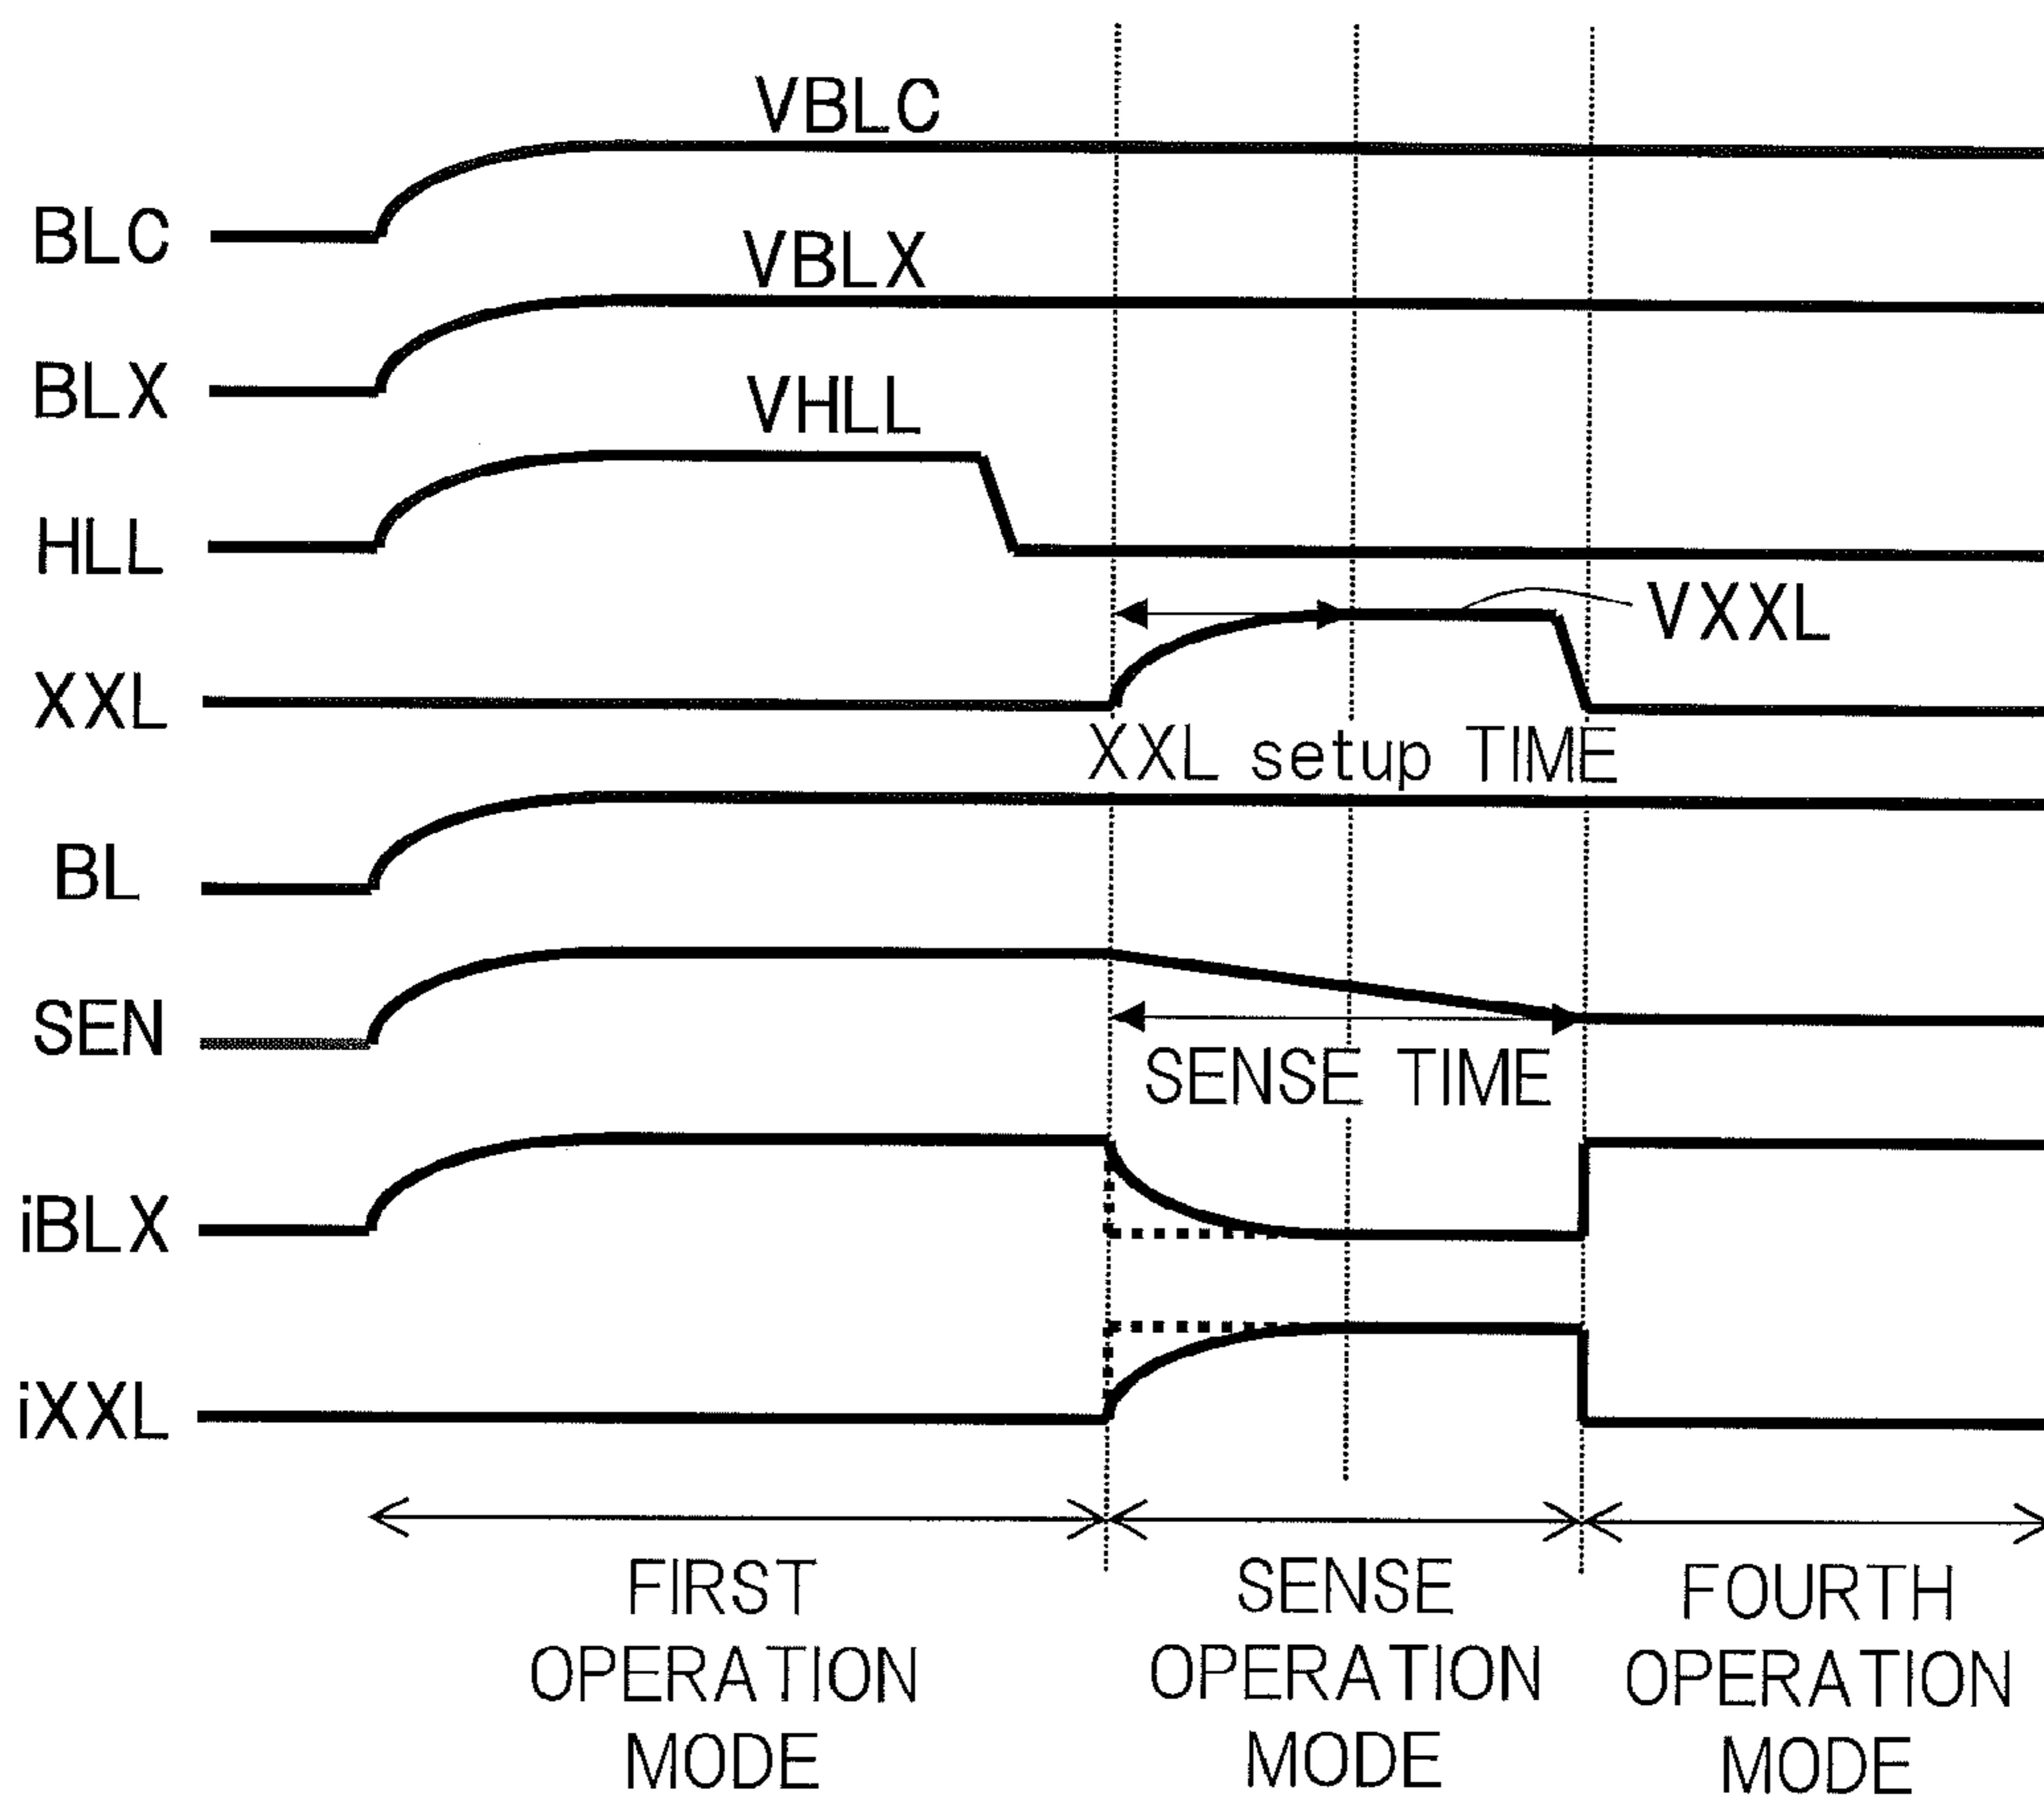 VBLC
BLC
VBLX
BLX
VHLL
HLL
VXXL
XXL
XXL setup TIME
BL
SEN
SENSE TIME
iBLX
iXXL
FIRST
OPERATION
MODE
SENSE
OPERATION
MODE
FOURTH
OPERATION
MODE